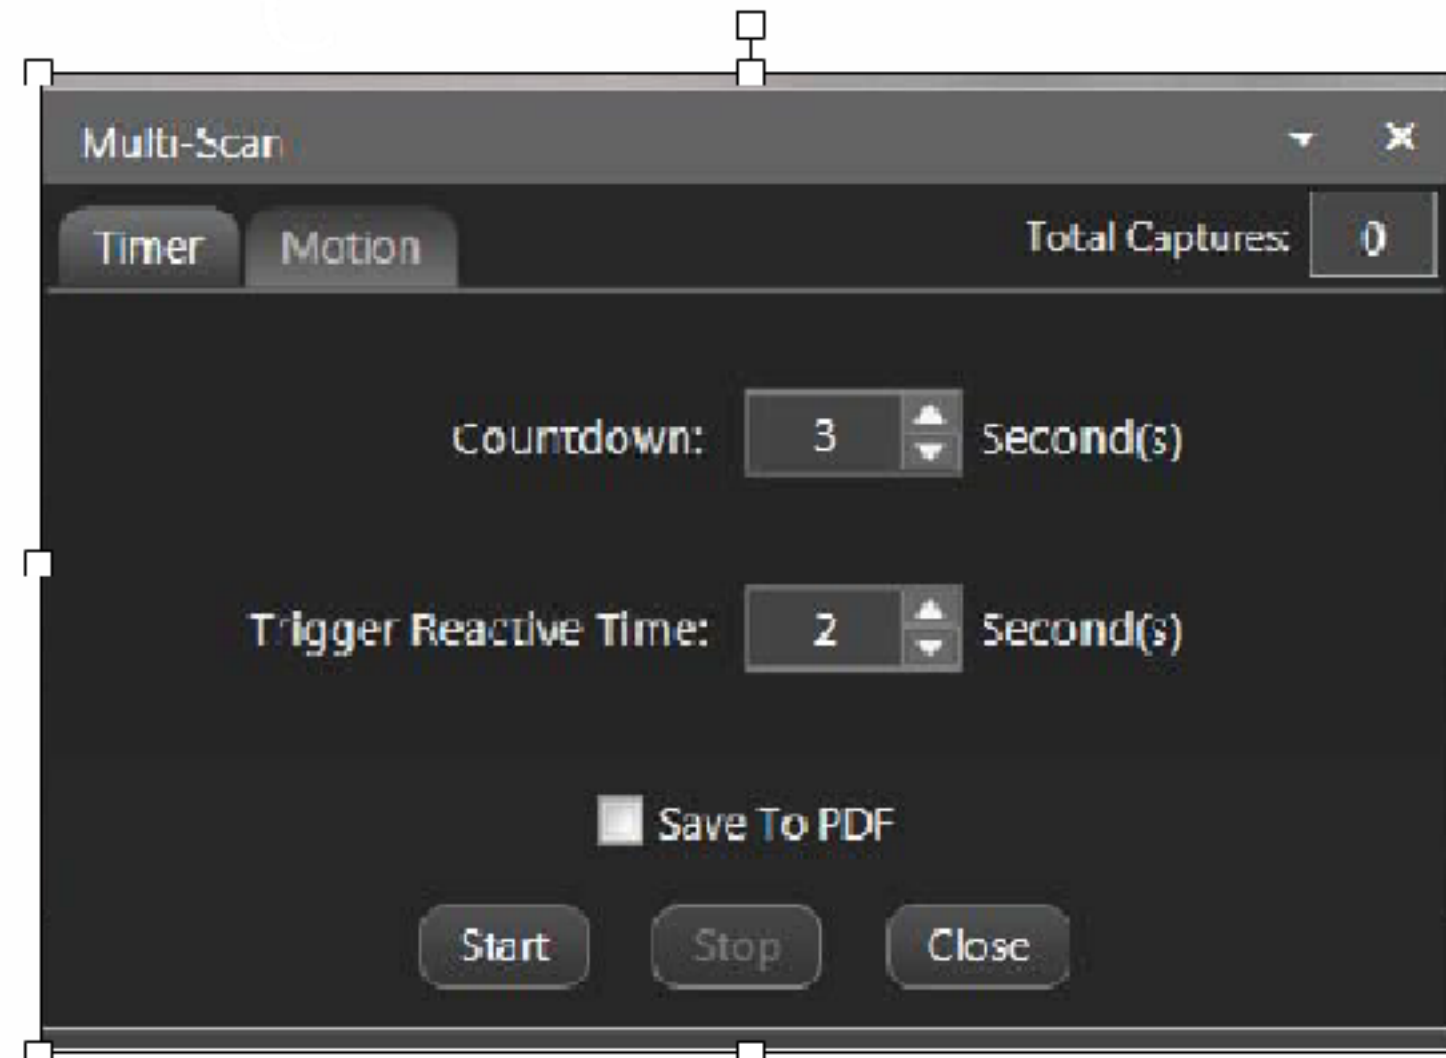 Multi-Scan
Timer Motion Total Captures: 0
Countdown: 3 Second(s)
Trigger Reactive Time: 2 Second(s)
Save To PDF
Start Stop Close